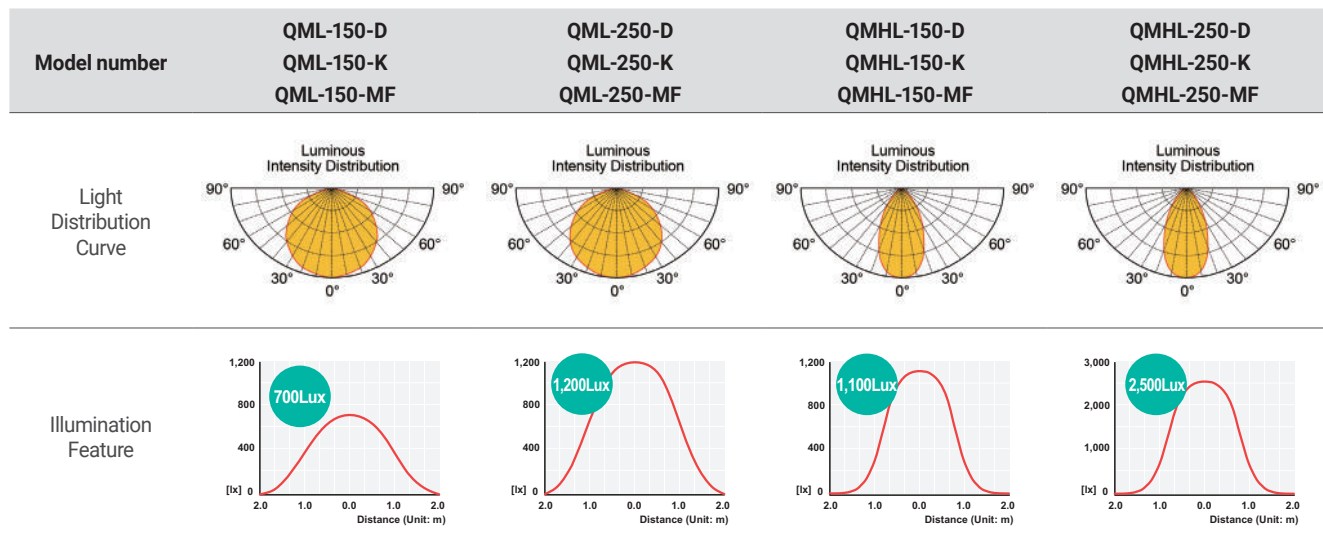 Model number
QML-150-D
QML-150-K
QML-150-MF
QML-250-D
QML-250-K
QML-250-MF
QMHL-150-D
QMHL-150-K
QMHL-150-MF
QMHL-250-D
QMHL-250-K
QMHL-250-MF
Light
Distribution
Curve
Luminous
Intensity Distribution
90° 90°
60° 60°
30° 30°
0°
Luminous
Intensity Distribution
90° 90°
60° 60°
30° 30°
0°
Luminous
Intensity Distribution
90° 90°
60° 60°
30° 30°
0°
Luminous
Intensity Distribution
90° 90°
60° 60°
30° 30°
0°
Illumination
Feature
1,200
700Lux
800
400
[lx] 0
2.0 1.0 0.0 1.0 2.0
Distance (Unit: m)
1,200
1,200Lux
800
400
[lx] 0
2.0 1.0 0.0 1.0 2.0
Distance (Unit: m)
1,200
1,100Lux
800
400
[lx] 0
2.0 1.0 0.0 1.0 2.0
Distance (Unit: m)
3,000
2,500Lux
2,000
1,000
[lx] 0
2.0 1.0 0.0 1.0 2.0
Distance (Unit: m)